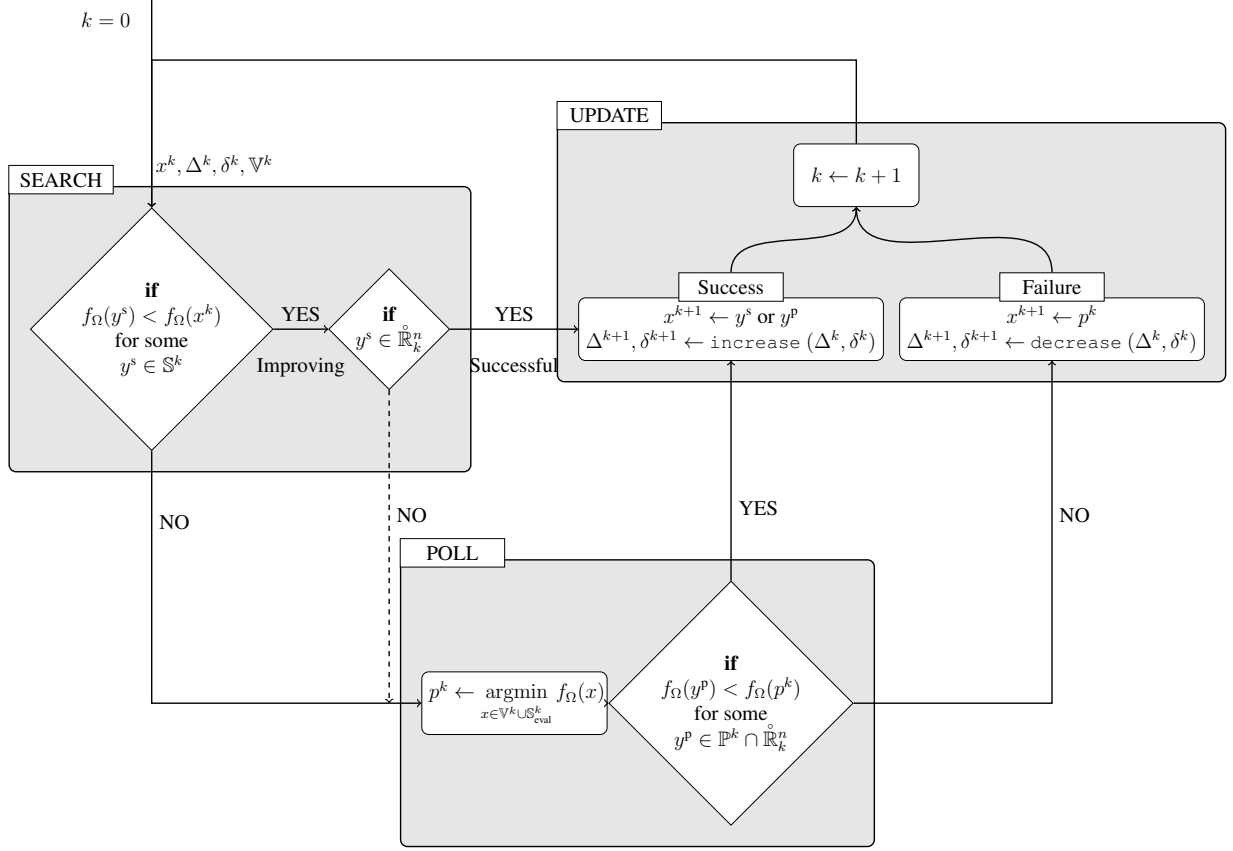 k = 0
x^k, Δ^k, δ^k, 𝕍^k
SEARCH
if
f_Ω(y^s) < f_Ω(x^k)
for some
y^s ∈ 𝕊^k
YES
Improving
if
y^s ∈ ℝ̊^n_k
YES
Successful
UPDATE
k ← k + 1
Success
x^{k+1} ← y^s or y^p
Δ^{k+1}, δ^{k+1} ← increase (Δ^k, δ^k)
Failure
x^{k+1} ← p^k
Δ^{k+1}, δ^{k+1} ← decrease (Δ^k, δ^k)
NO
NO
YES
NO
POLL
p^k ← argmin f_Ω(x)
x∈𝕍^k∪𝕊^k_eval
if
f_Ω(y^p) < f_Ω(p^k)
for some
y^p ∈ ℙ^k ∩ ℝ̊^n_k